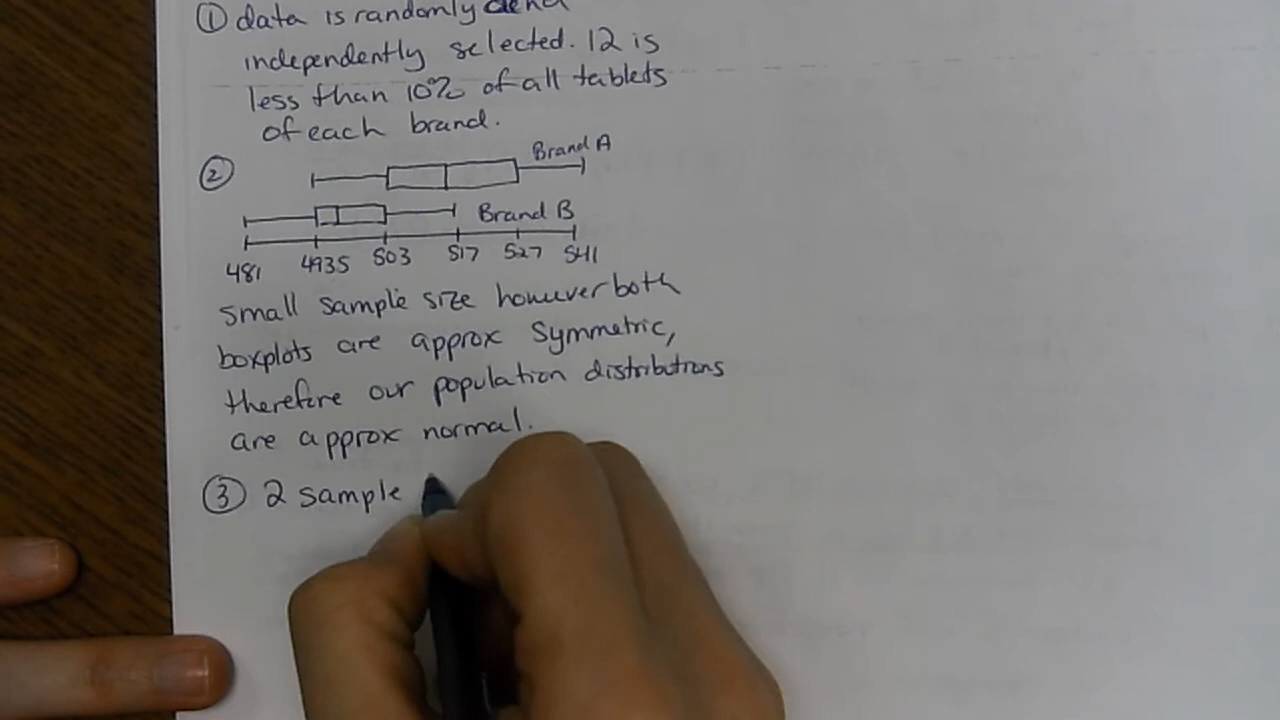 ① data is randomly and
independently selected. 12 is
less than 10% of all tablets
of each brand.
②
Brand A
Brand B
481 4935 503 517 527 541
small sample size however both
boxplots are approx symmetric,
therefore our population distributions
are approx normal.
③ 2 sample